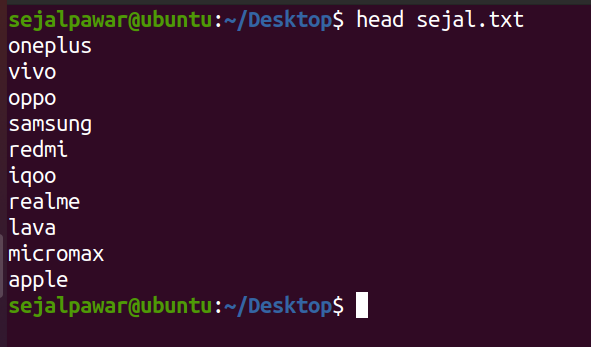 sejalpawar@ubuntu:~/Desktop$ head sejal.txt
oneplus
vivo
oppo
samsung
redmi
iqoo
realme
lava
micromax
apple
sejalpawar@ubuntu:~/Desktop$